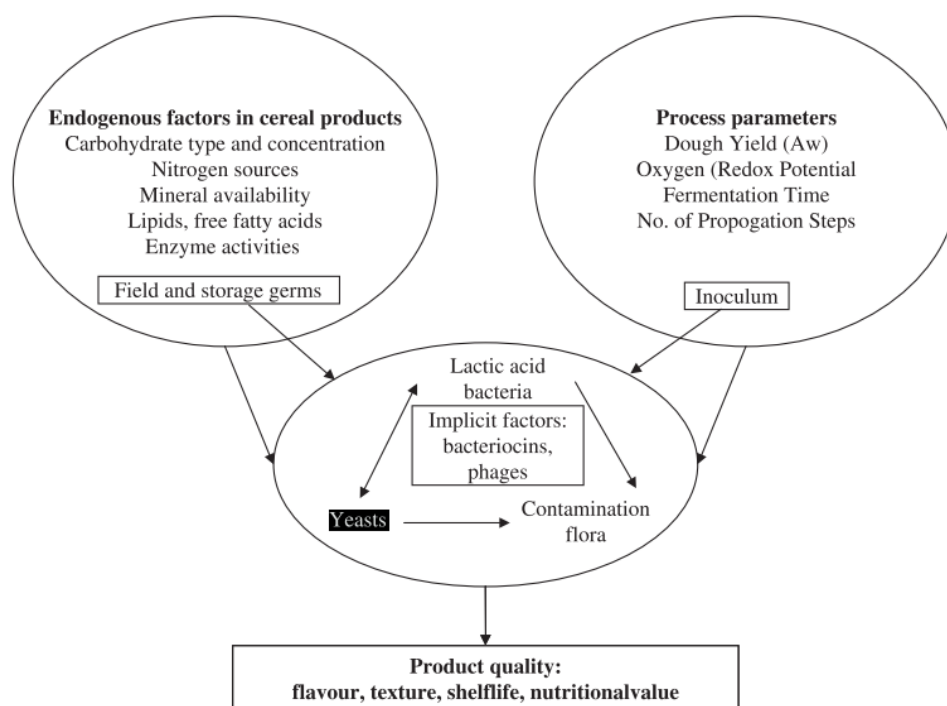 Endogenous factors in cereal products
Carbohydrate type and concentration
Nitrogen sources
Mineral availability
Lipids, free fatty acids
Enzyme activities
Field and storage germs
Process parameters
Dough Yield (Aw)
Oxygen (Redox Potential
Fermentation Time
No. of Propogation Steps
Inoculum
Lactic acid
bacteria
Implicit factors:
bacteriocins,
phages
Yeasts
Contamination
flora
Product quality:
flavour, texture, shelflife, nutritionalvalue